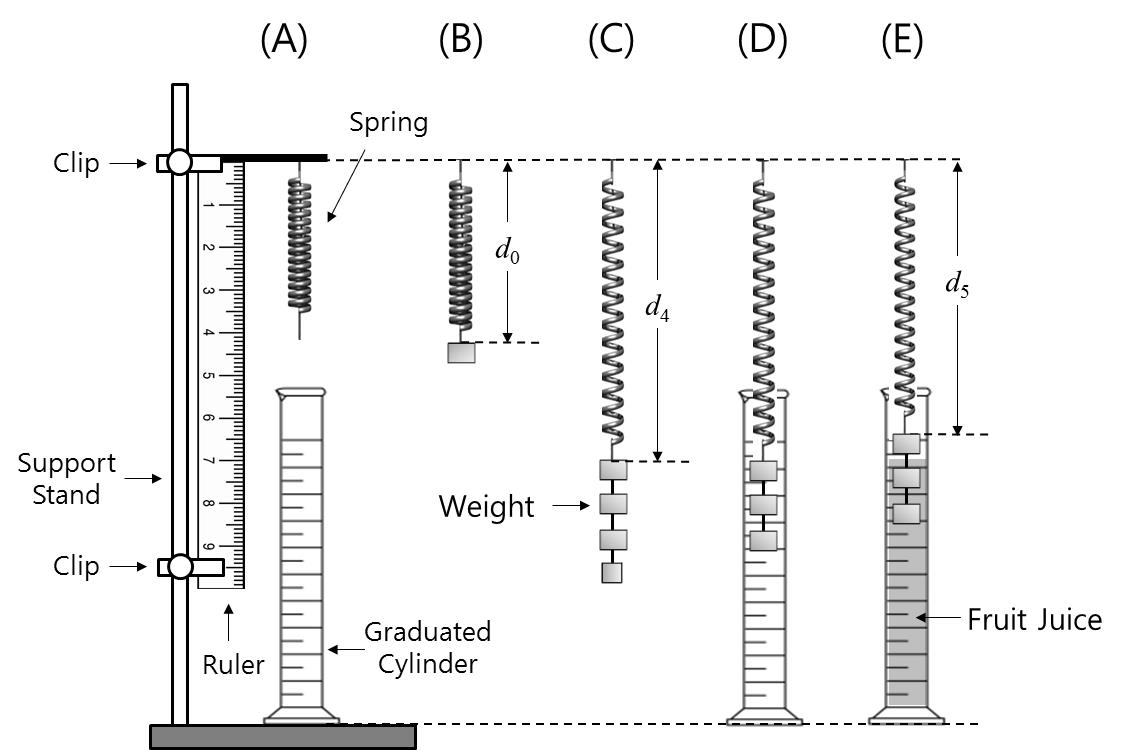 (A)
(B)
(C)
(D)
(E)
Spring
Clip
1
2
3
4
5
6
7
8
9
d0
d4
d5
Support
Stand
Weight
Clip
Ruler
Graduated
Cylinder
Fruit Juice